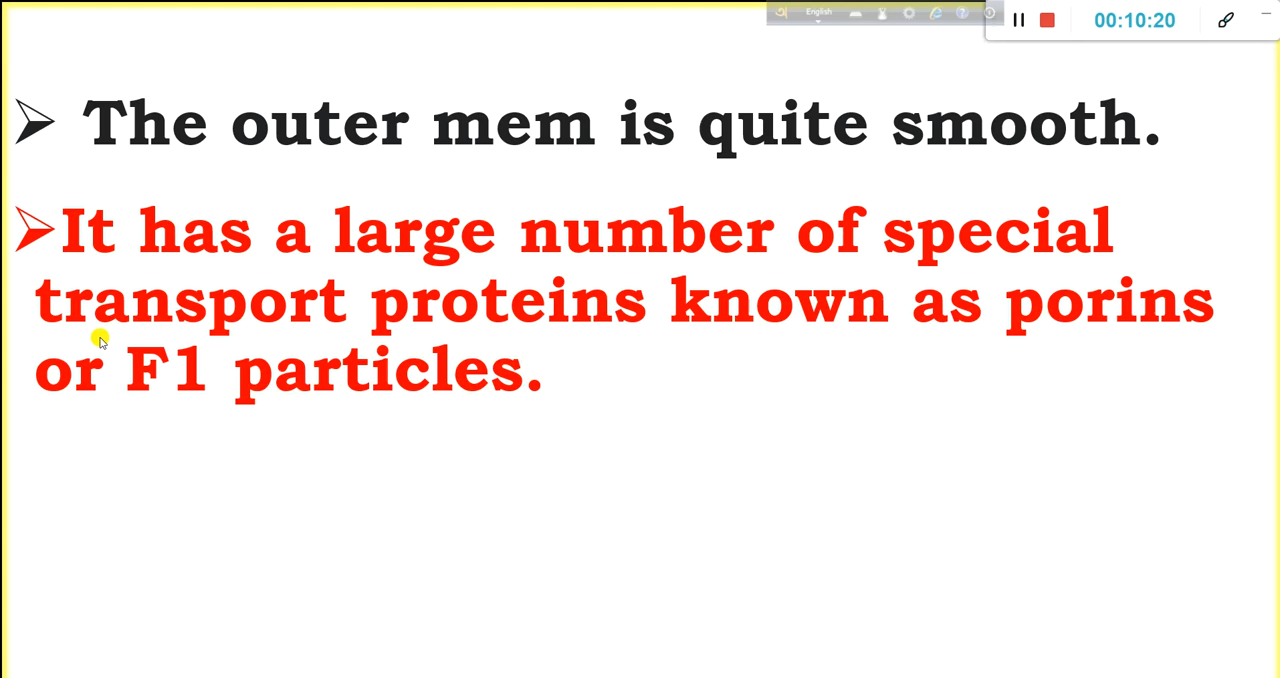 English
00:10:20
➢ The outer mem is quite smooth.
➢It has a large number of special
transport proteins known as porins
or F1 particles.